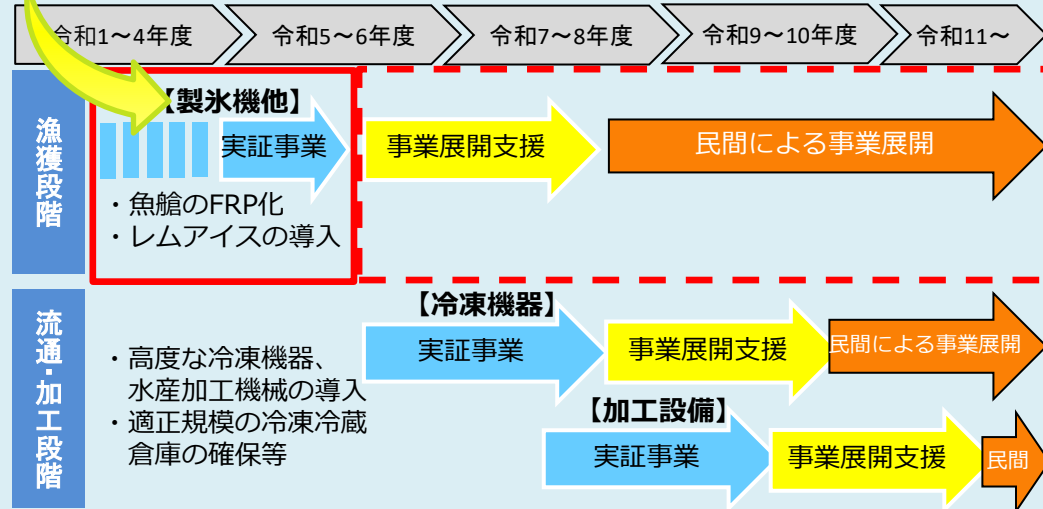 令和1～4年度
令和5～6年度
令和7～8年度
令和9～10年度
令和11～
漁獲段階
【製氷機他】
実証事業
事業展開支援
民間による事業展開
・魚艙のFRP化
・レムアイスの導入
流通・加工段階
・高度な冷凍機器、
水産加工機械の導入
・適正規模の冷凍冷蔵
倉庫の確保等
【冷凍機器】
実証事業
事業展開支援
民間による事業展開
【加工設備】
実証事業
事業展開支援
民間